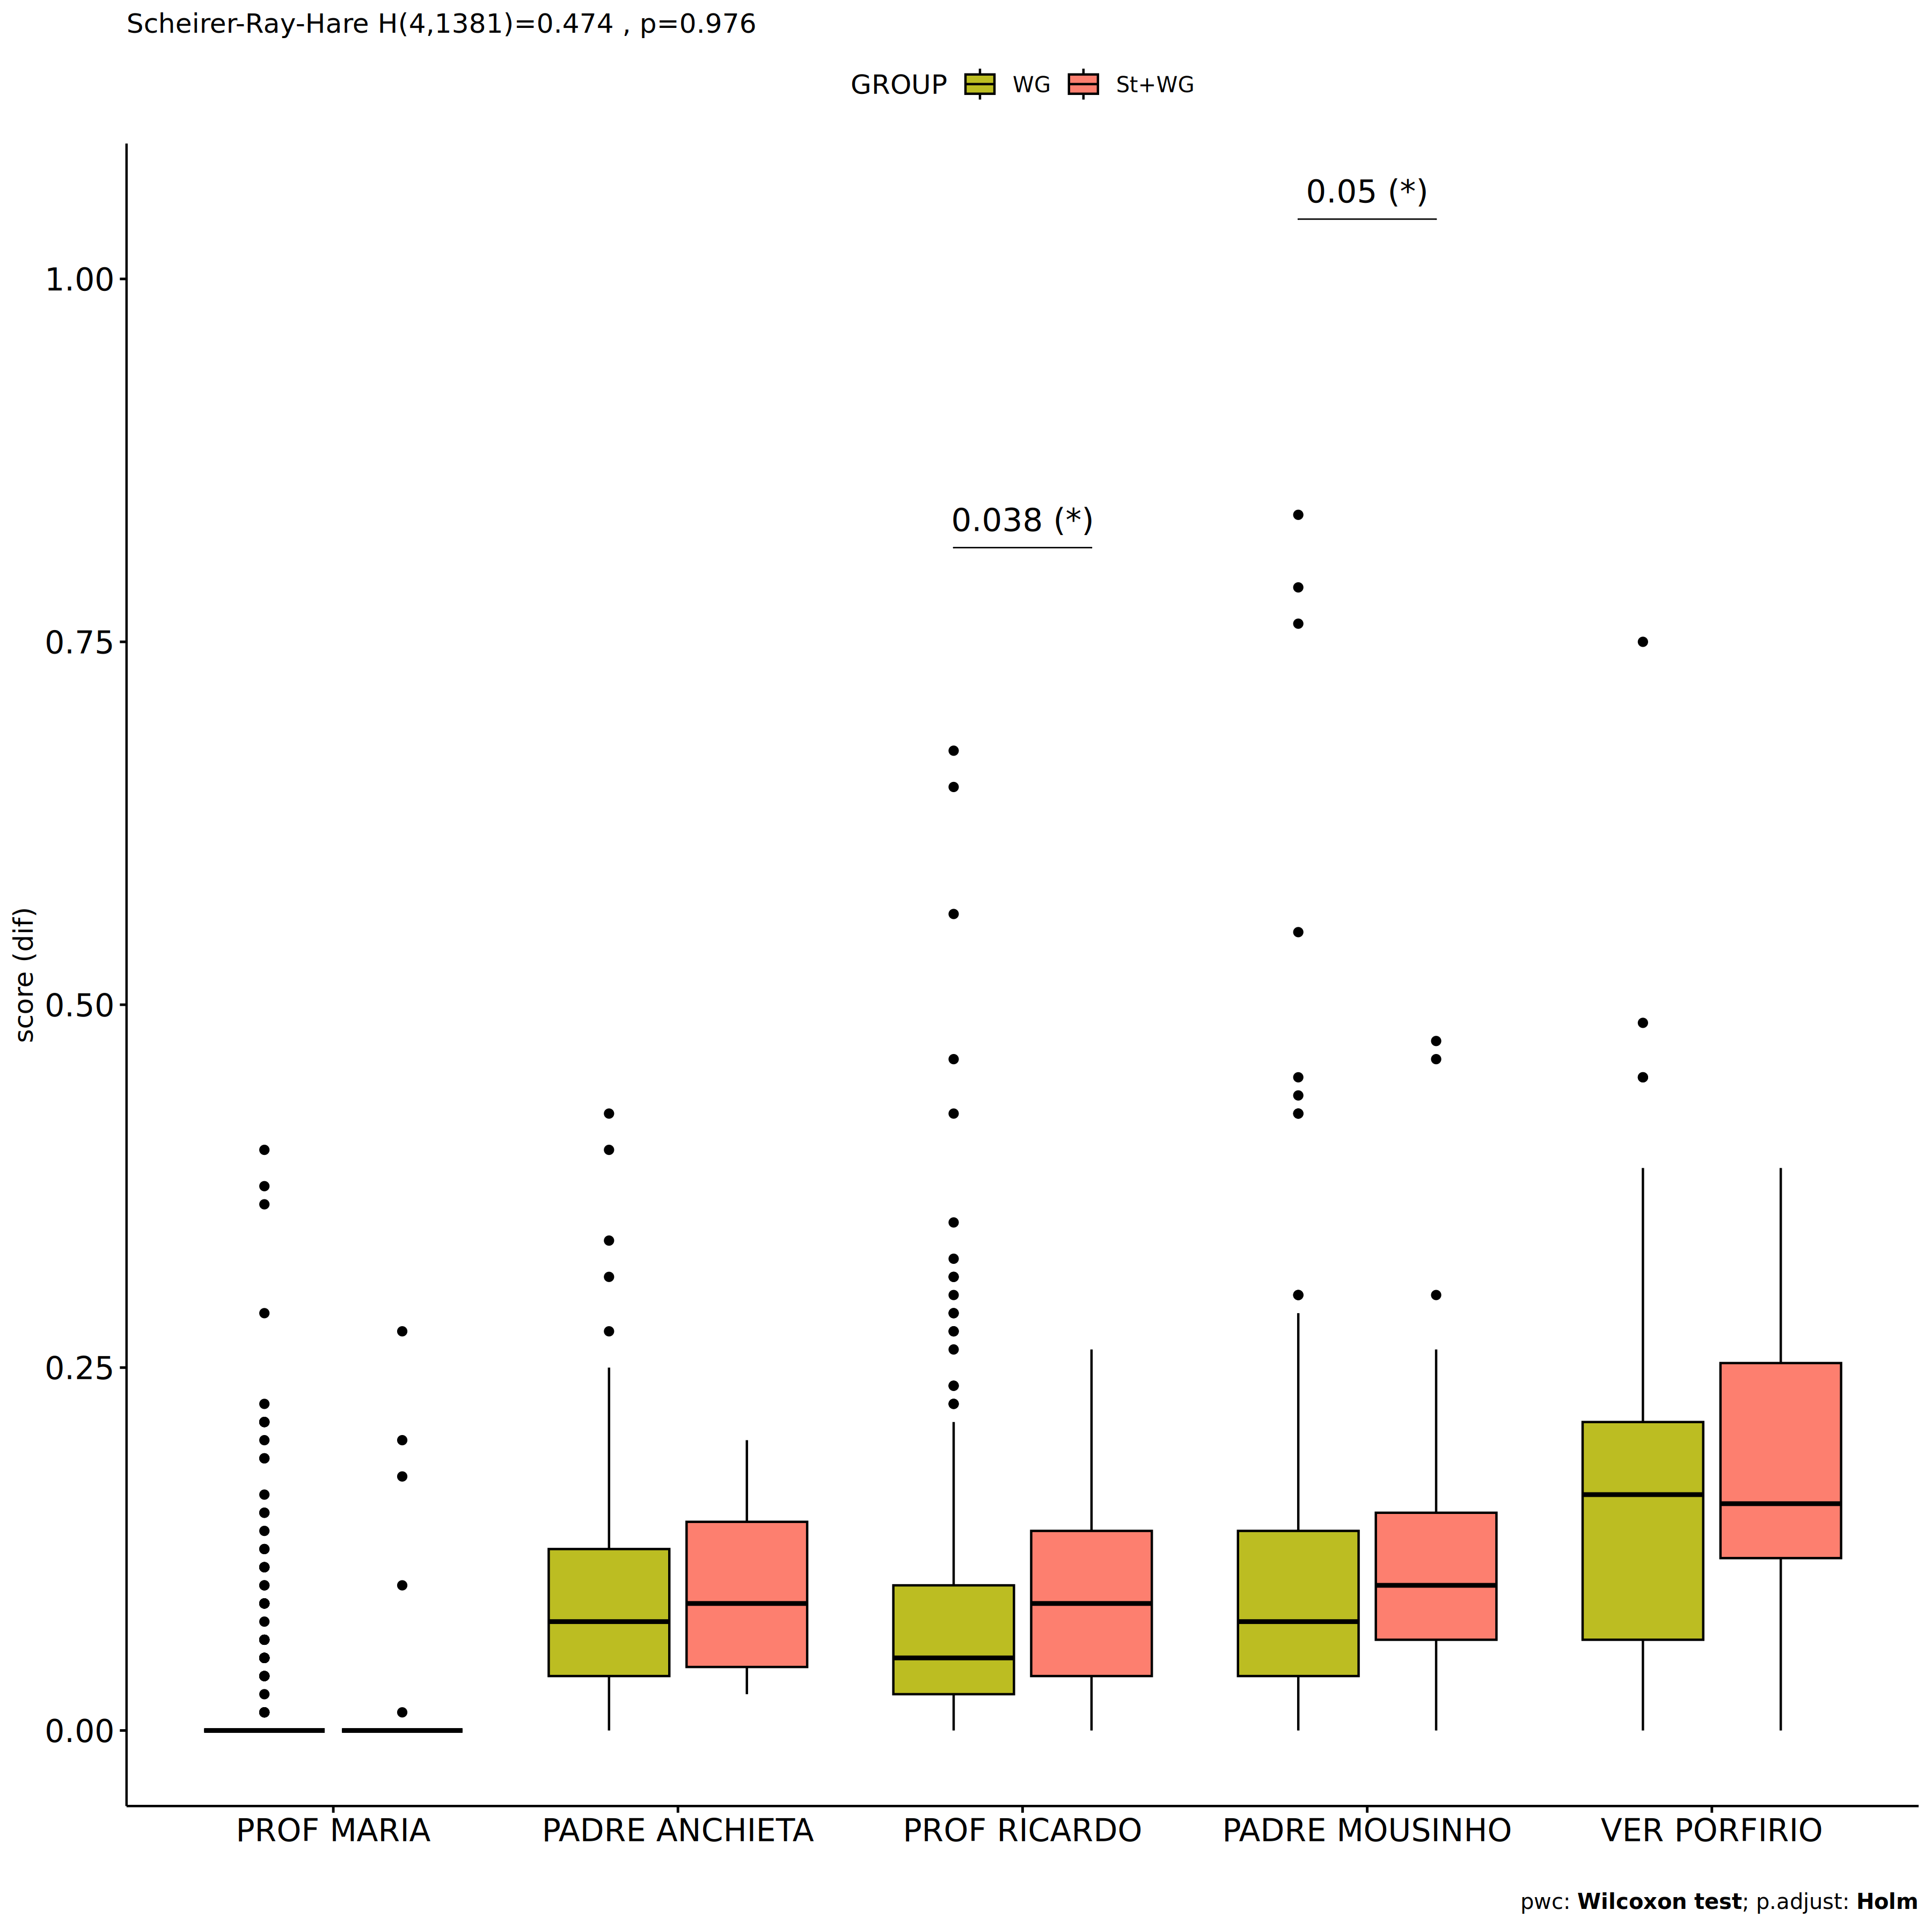 Scheirer-Ray-Hare H(4,1381)=0.474 , p=0.976
GROUP WG St+WG
0.05 (*)
0.038 (*)
score (dif)
1.00
0.75
0.50
0.25
0.00
PROF MARIA PADRE ANCHIETA PROF RICARDO PADRE MOUSINHO VER PORFIRIO
pwc: Wilcoxon test; p.adjust: Holm